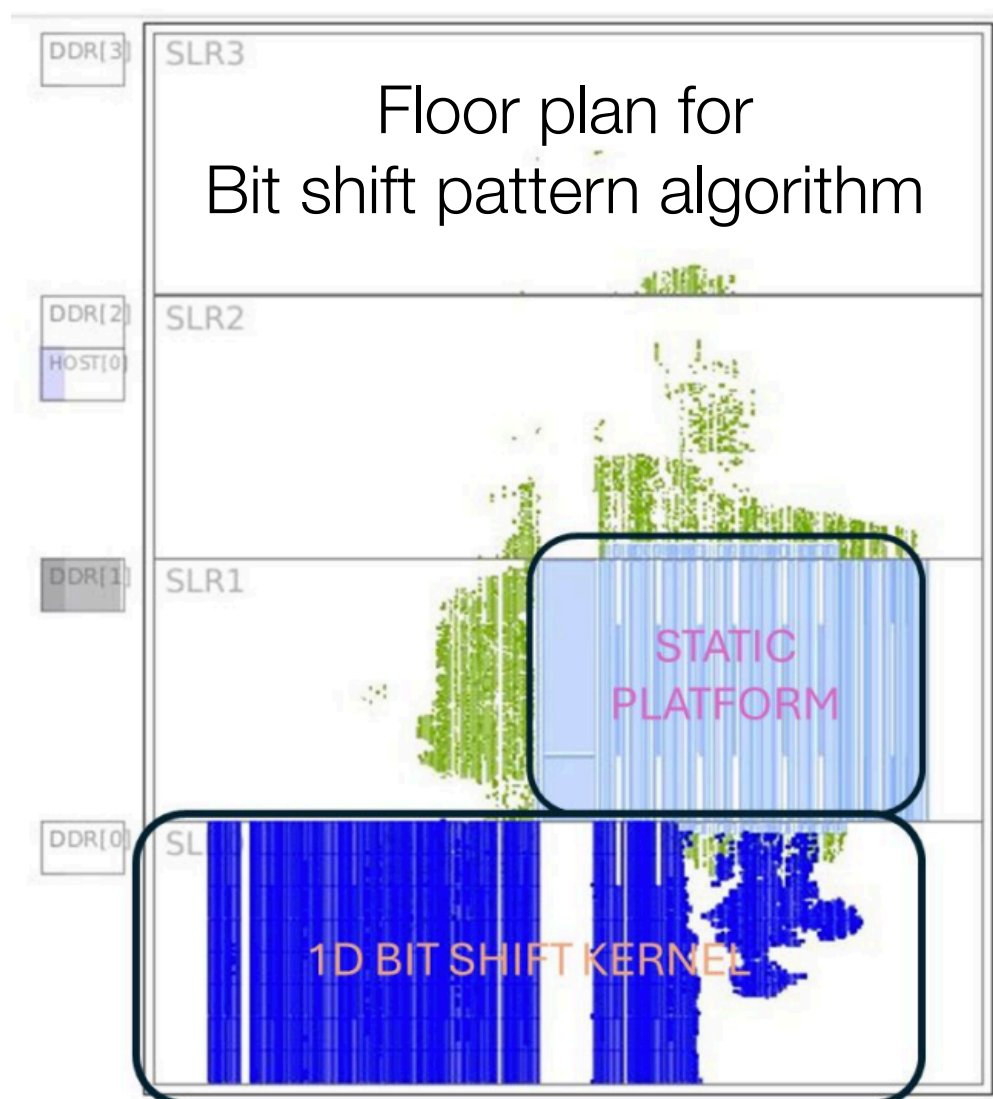 DDR[3]
SLR3
Floor plan for
Bit shift pattern algorithm
DDR[2]
SLR2
HOST[0]
DDR[1]
SLR1
STATIC
PLATFORM
DDR[0]
SL
1D BIT SHIFT KERNEL